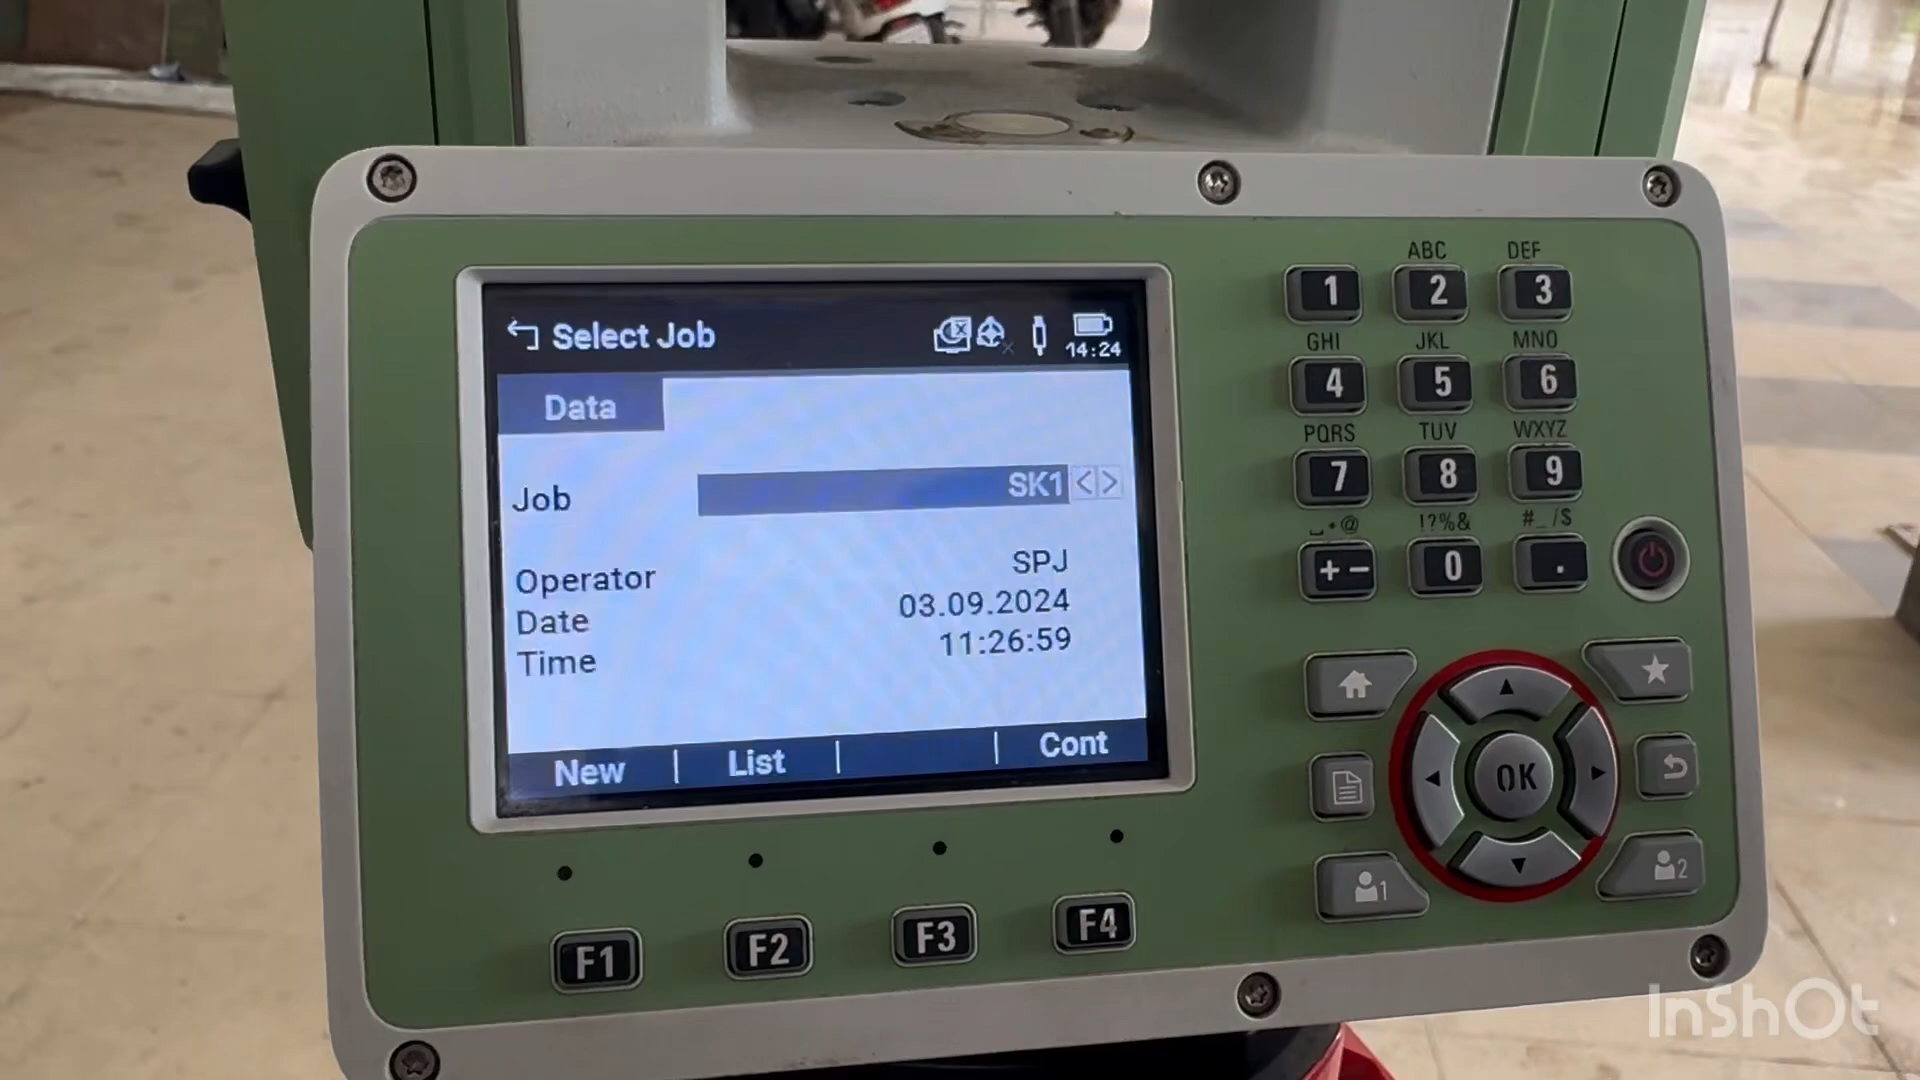 Select Job
14:24
Data
Job SK1
Operator SPJ
Date 03.09.2024
Time 11:26:59
New | List | | Cont
F1 F2 F3 F4
ABC DEF
1 2 3
GHI JKL MNO
4 5 6
PQRS TUV WXYZ
7 8 9
␣*@ !?%& #_/$
+- 0 .
OK
1 2
InShOt